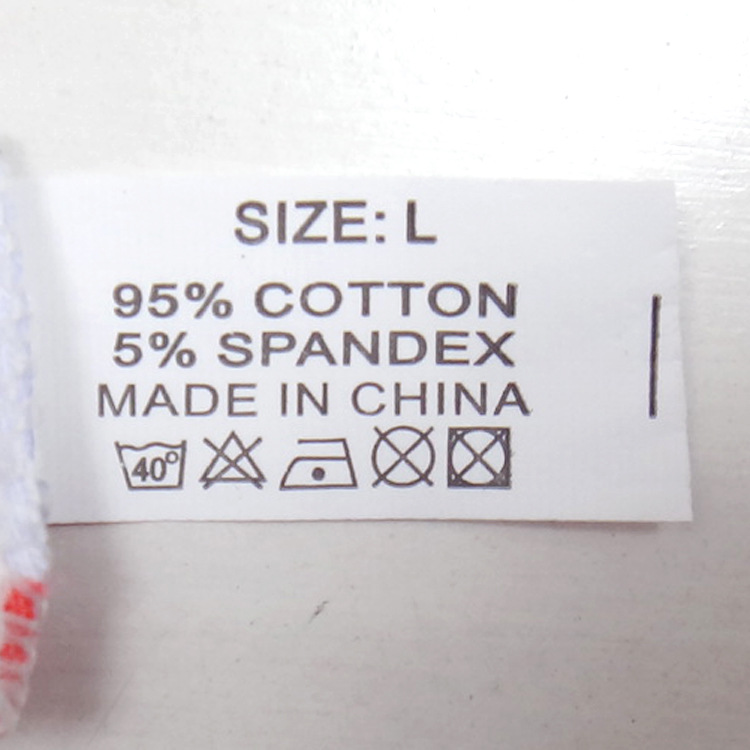 SIZE: L
95% COTTON
5% SPANDEX
MADE IN CHINA
40°